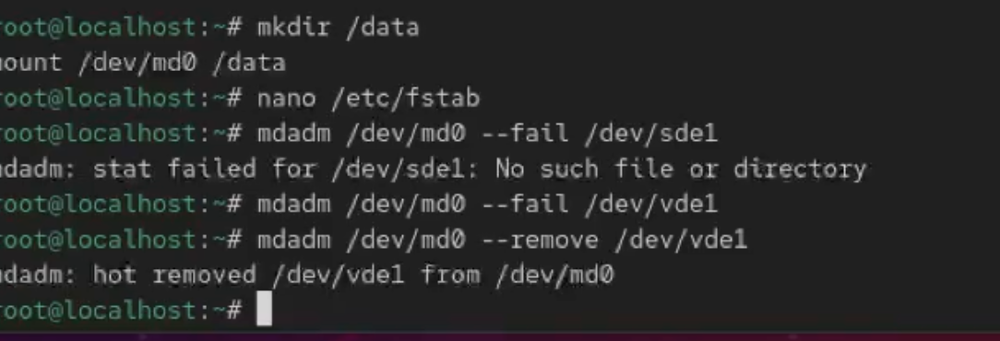 root@localhost:~# mkdir /data
mount /dev/md0 /data
root@localhost:~# nano /etc/fstab
root@localhost:~# mdadm /dev/md0 --fail /dev/sde1
mdadm: stat failed for /dev/sde1: No such file or directory
root@localhost:~# mdadm /dev/md0 --fail /dev/vde1
root@localhost:~# mdadm /dev/md0 --remove /dev/vde1
mdadm: hot removed /dev/vde1 from /dev/md0
root@localhost:~#